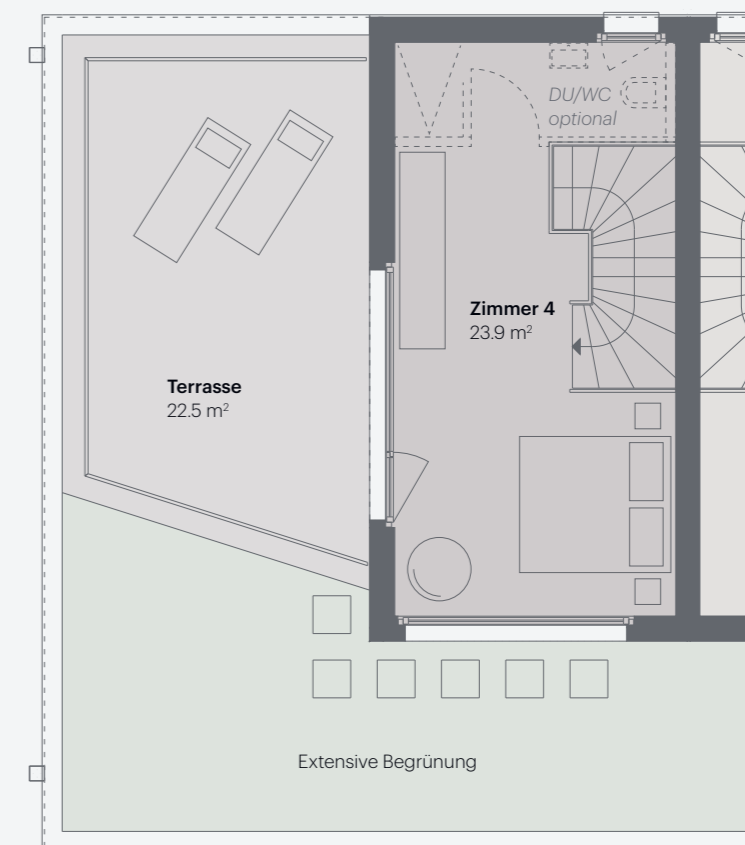 DU/WC
optional
Zimmer 4
23.9 m²
Terrasse
22.5 m²
Extensive Begrünung